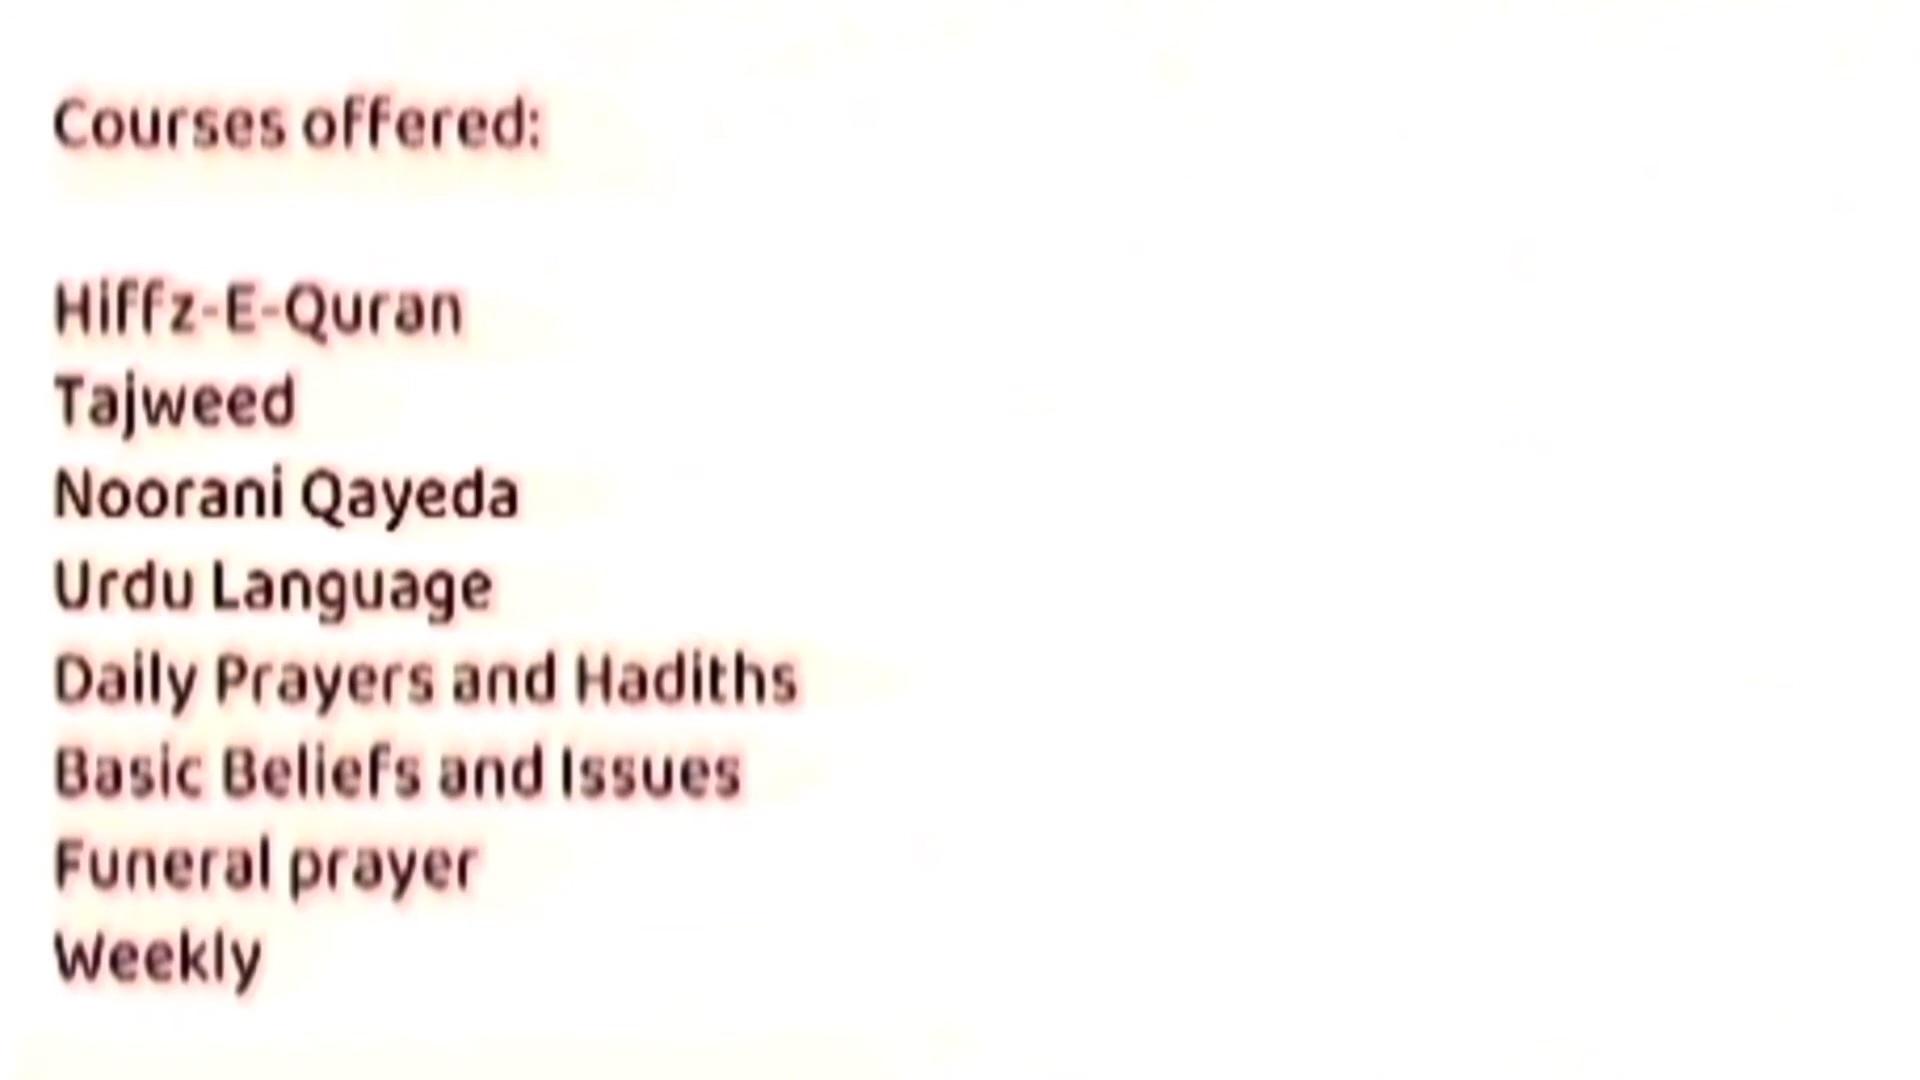 Courses offered:
Hiffz-E-Quran
Tajweed
Noorani Qayeda
Urdu Language
Daily Prayers and Hadiths
Basic Beliefs and Issues
Funeral prayer
Weekly